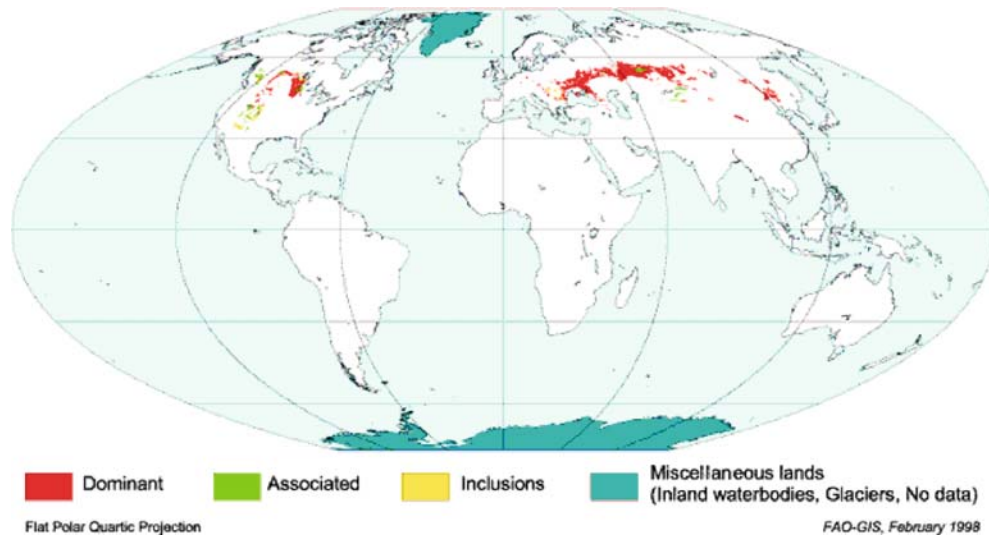 Dominant
Associated
Inclusions
Miscellaneous lands
(Inland waterbodies, Glaciers, No data)
Flat Polar Quartic Projection
FAO-GIS, February 1998